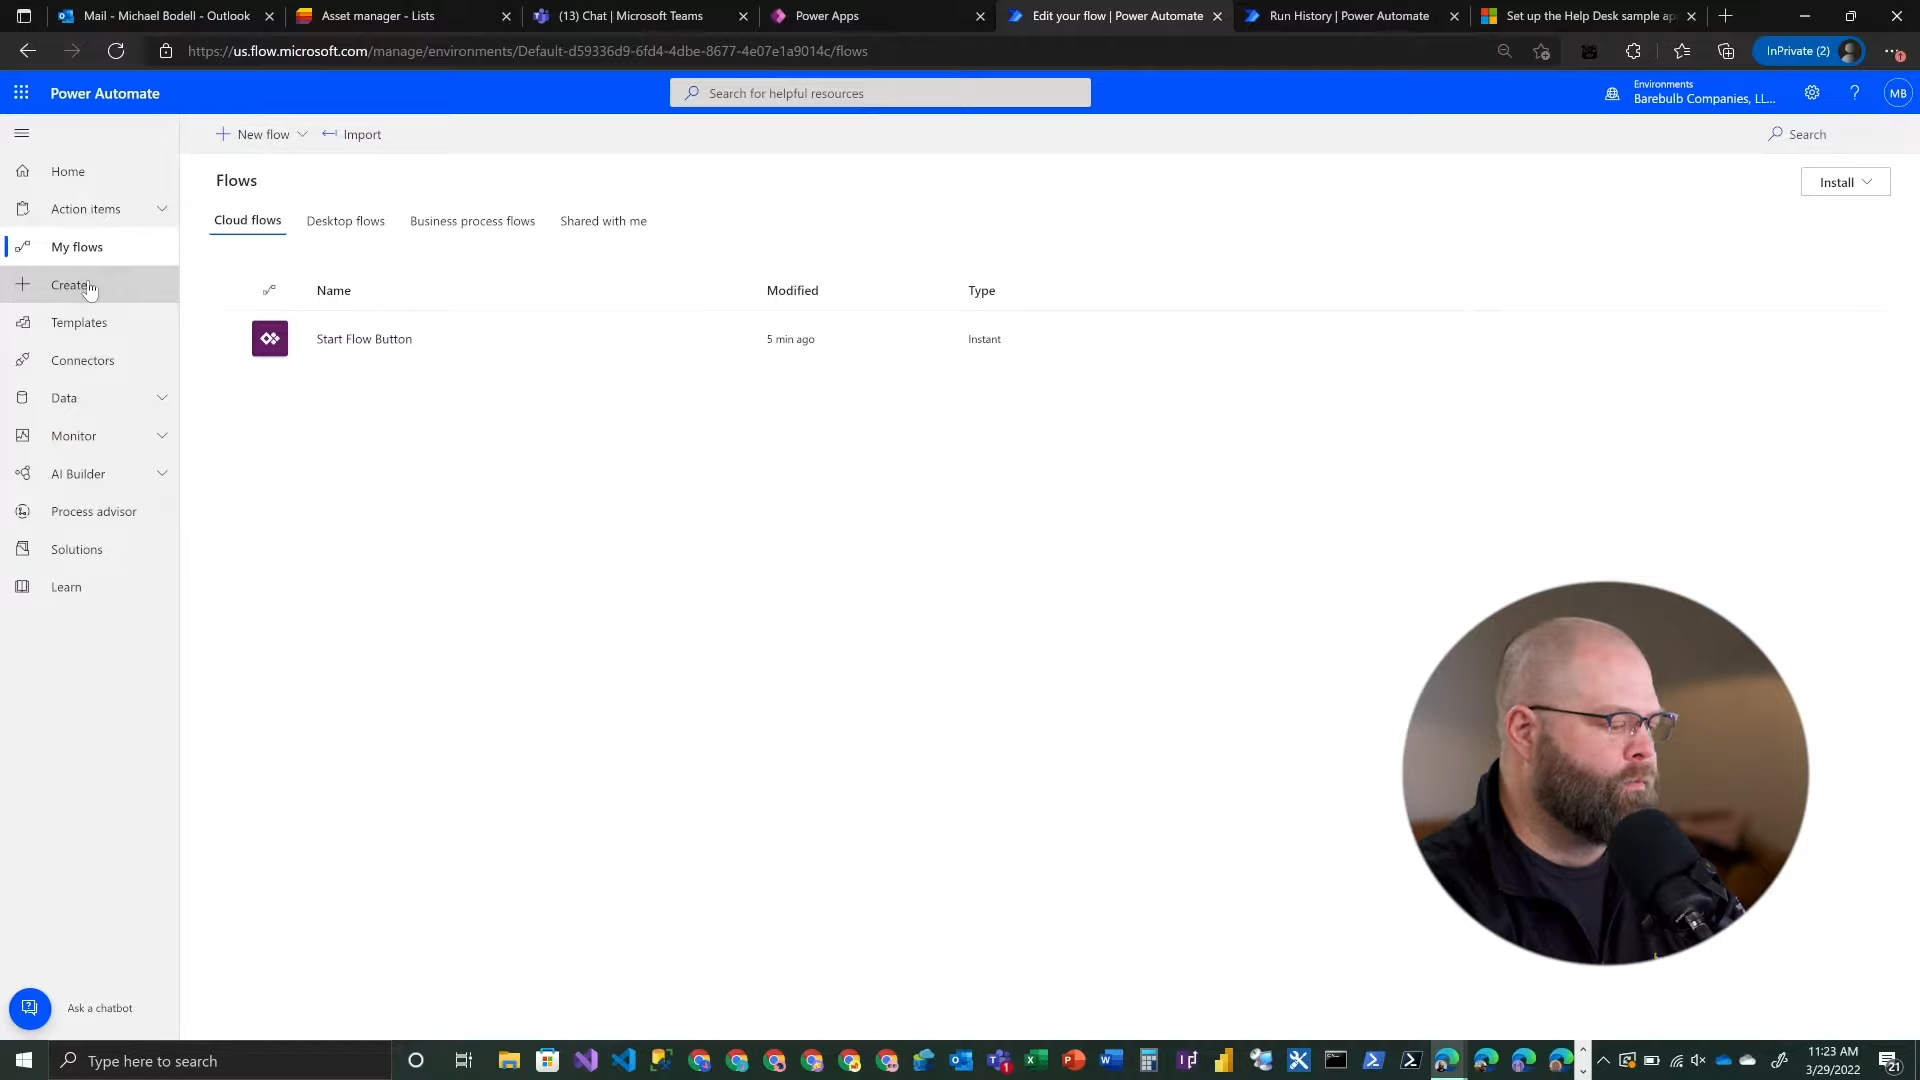 Mail - Michael Bodell - Outlook
Asset manager - Lists
(13) Chat | Microsoft Teams
Power Apps
Edit your flow | Power Automate
Run History | Power Automate
Set up the Help Desk sample ap
https://us.flow.microsoft.com/manage/environments/Default-d59336d9-6fd4-4dbe-8677-4e07e1a9014c/flows
InPrivate (2)
Power Automate
Search for helpful resources
Environments
Barebulb Companies, LL...
MB
New flow
Import
Search
Home
Action items
My flows
Create
Templates
Connectors
Data
Monitor
AI Builder
Process advisor
Solutions
Learn
Ask a chatbot
Flows
Install
Cloud flows
Desktop flows
Business process flows
Shared with me
Name
Modified
Type
Start Flow Button
5 min ago
Instant
Type here to search
11:23 AM
3/29/2022
21